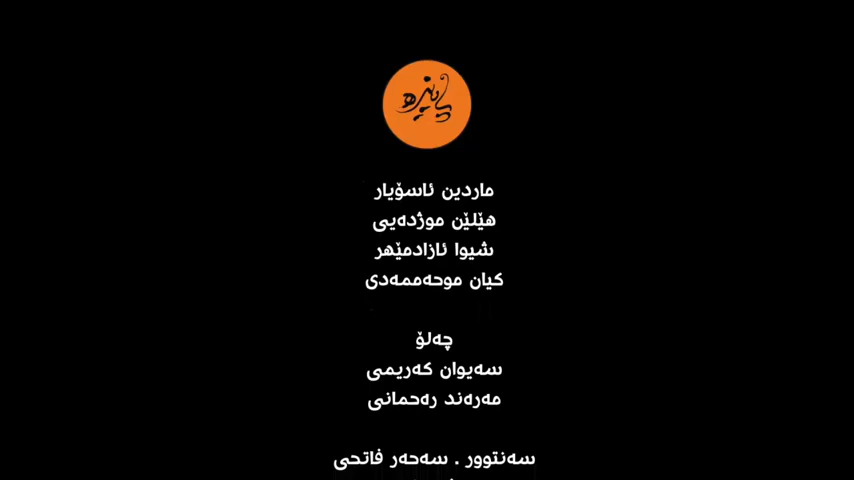 ماردین ئاسۆیار
هێلێن موژدەیی
شیوا ئازادمێهر
کیان موحەممەدی
چەلۆ
سەیوان کەریمی
مەرەند رەحمانی
سەنتوور . سەحەر فاتحی